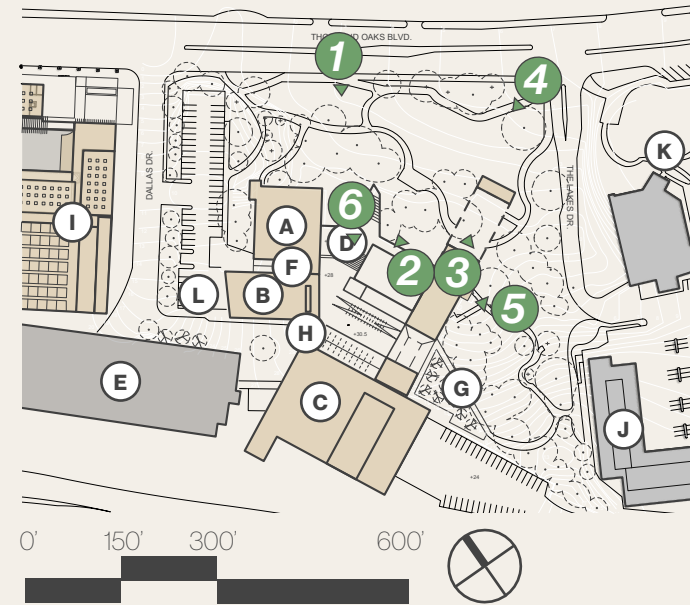 THOUSAND OAKS BLVD.
1
4
K
DALLAS DR.
THE LAKES DR.
6
I
A
D
F
2
3
+28
L
B
5
H
+30.5
E
C
G
J
+24
0' 150' 300' 600'